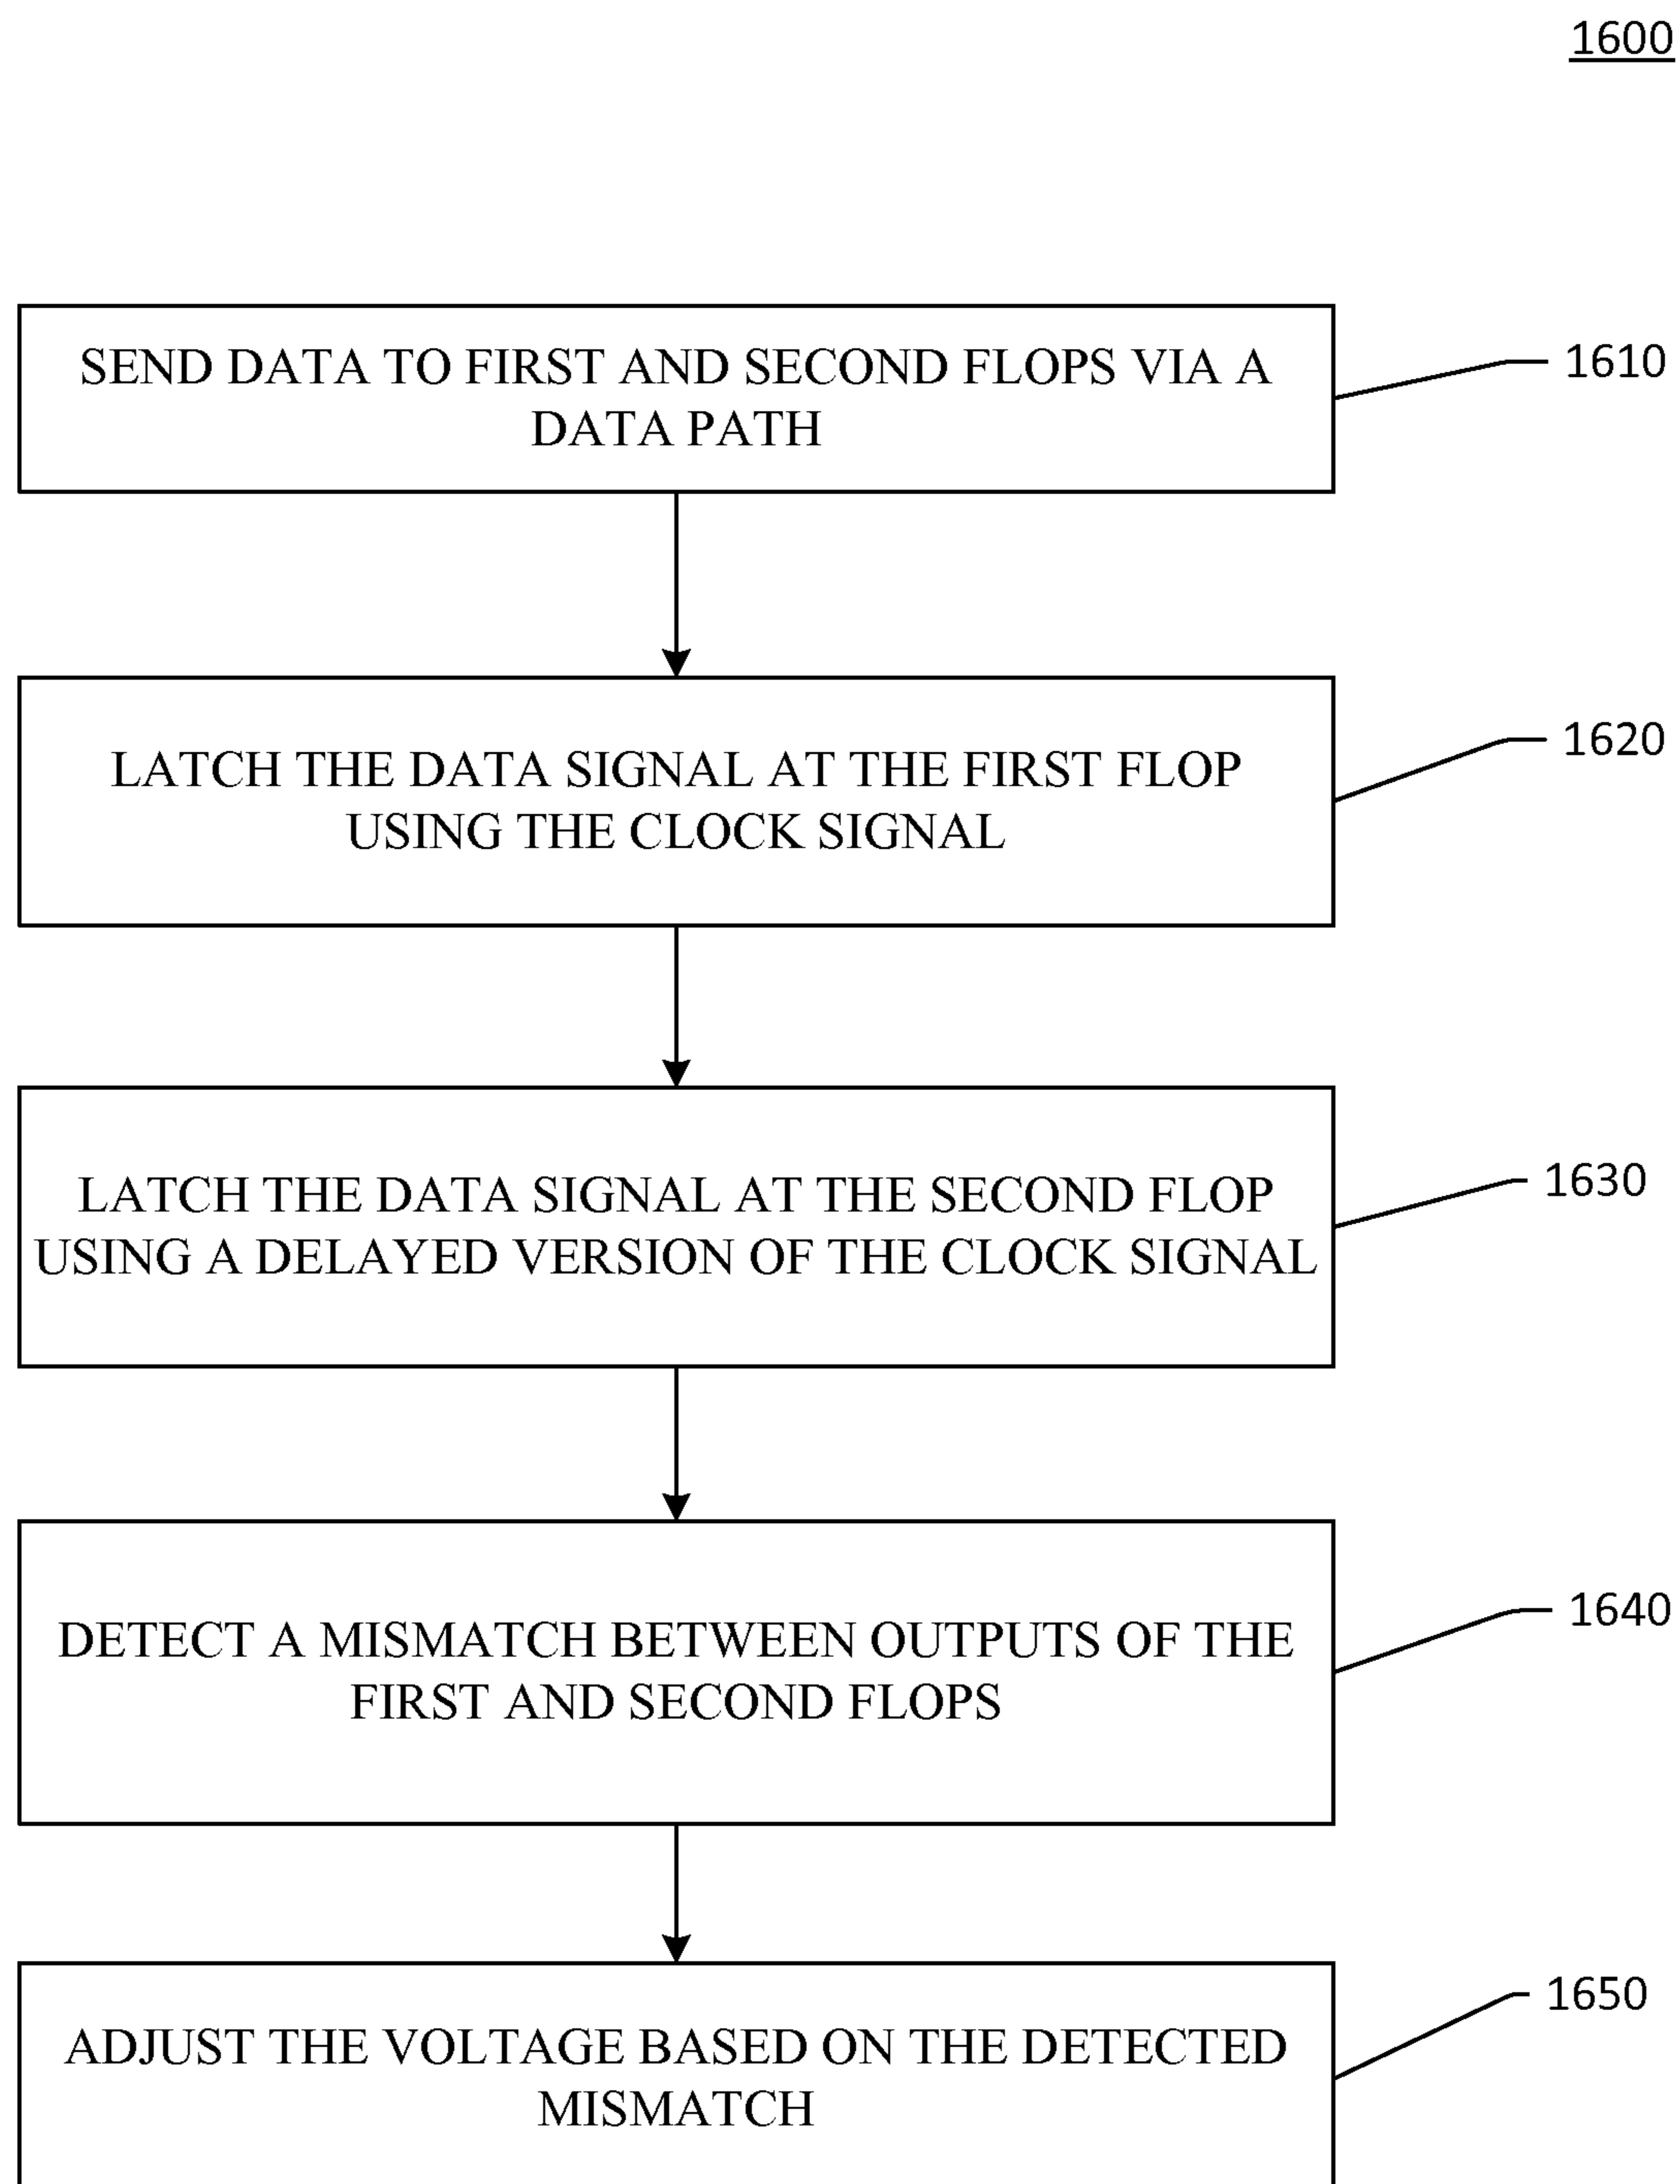 1600
SEND DATA TO FIRST AND SECOND FLOPS VIA A
DATA PATH
1610
LATCH THE DATA SIGNAL AT THE FIRST FLOP
USING THE CLOCK SIGNAL
1620
LATCH THE DATA SIGNAL AT THE SECOND FLOP
USING A DELAYED VERSION OF THE CLOCK SIGNAL
1630
DETECT A MISMATCH BETWEEN OUTPUTS OF THE
FIRST AND SECOND FLOPS
1640
ADJUST THE VOLTAGE BASED ON THE DETECTED
MISMATCH
1650